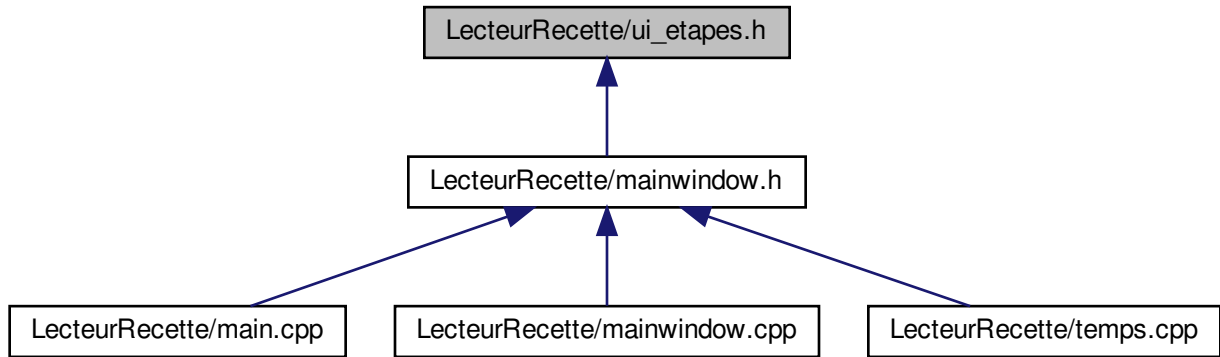 LecteurRecette/ui_etapes.h
LecteurRecette/mainwindow.h
LecteurRecette/main.cpp
LecteurRecette/mainwindow.cpp
LecteurRecette/temps.cpp